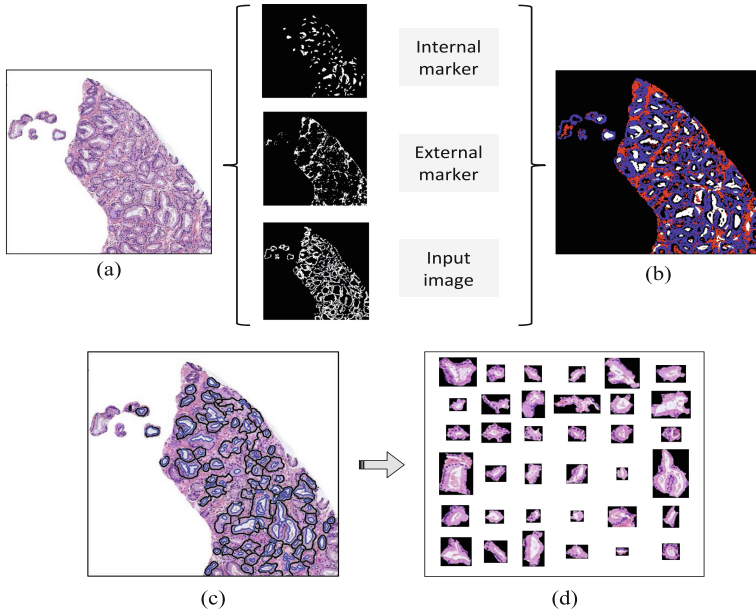 Internal
marker
External
marker
Input
image
(a)
(b)
(c)
(d)